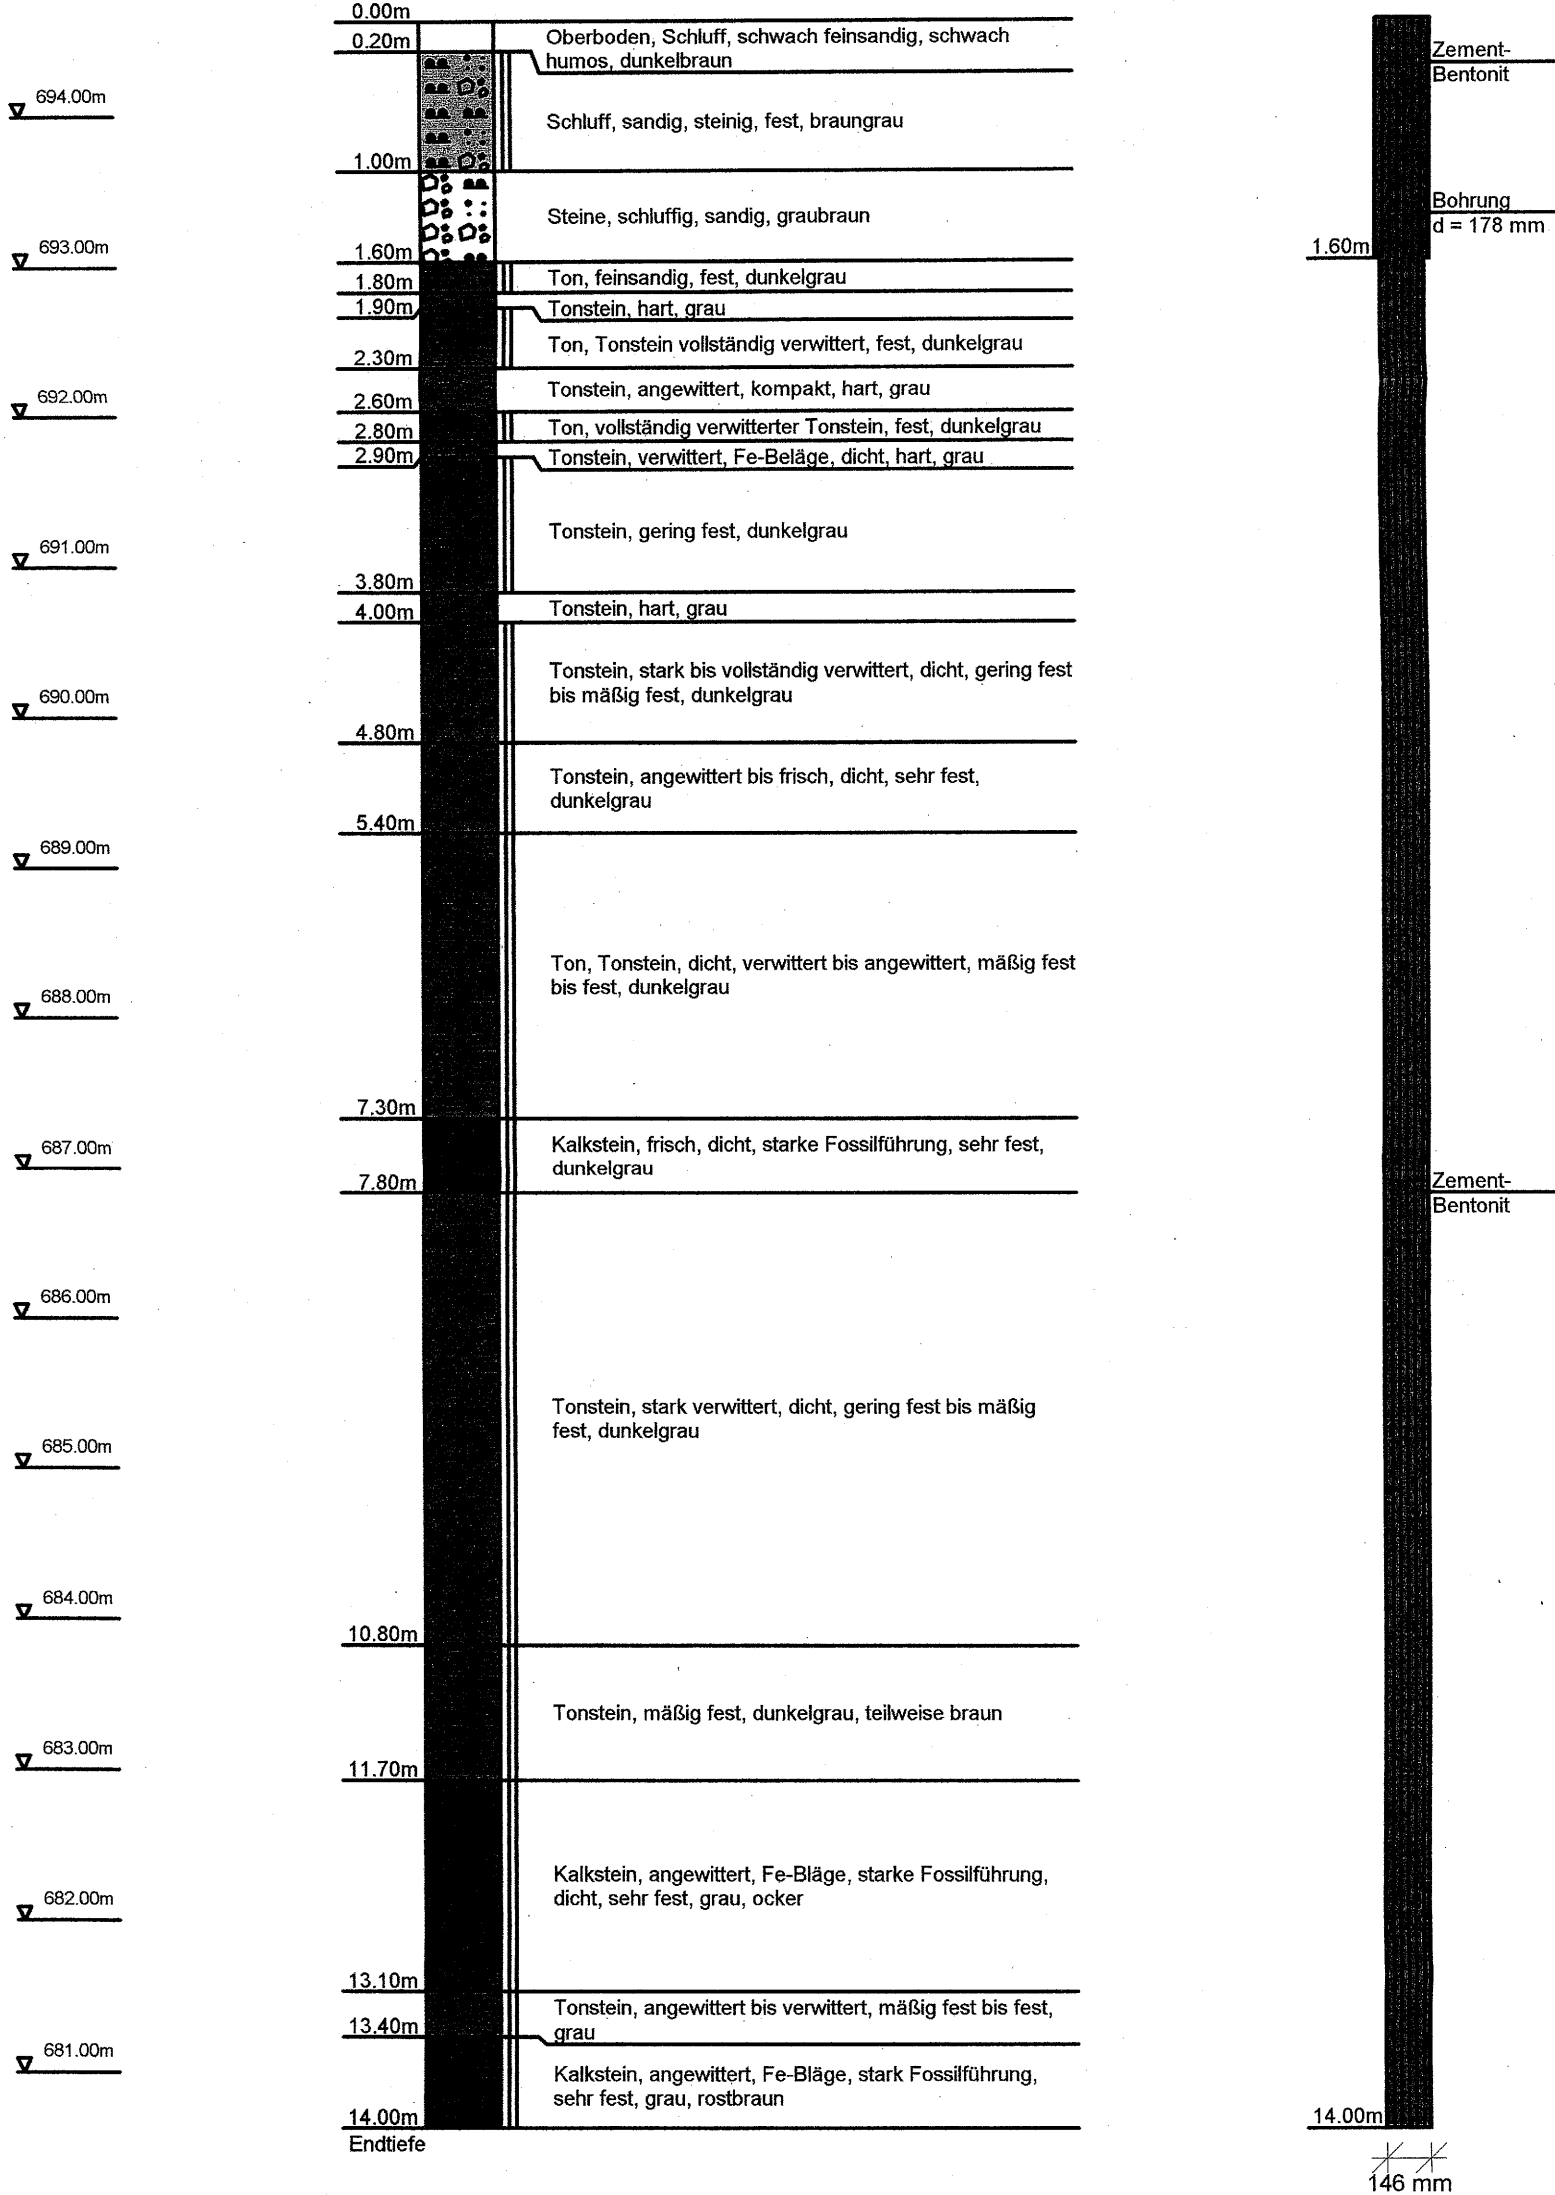 0.00m
Oberboden, Schluff, schwach feinsandig, schwach
humos, dunkelbraun
0.20m
Zement-
Bentonit
694.00m
Schluff, sandig, steinig, fest, braungrau
1.00m
Bohrung
d = 178 mm
Steine, schluffig, sandig, graubraun
693.00m
1.60m
1.60m
Ton, feinsandig, fest, dunkelgrau
1.80m
Tonstein, hart, grau
1.90m
Ton, Tonstein vollständig verwittert, fest, dunkelgrau
2.30m
692.00m
Tonstein, angewittert, kompakt, hart, grau
2.60m
Ton, vollständig verwitterter Tonstein, fest, dunkelgrau
2.80m
Tonstein, verwittert, Fe-Beläge, dicht, hart, grau
2.90m
Tonstein, gering fest, dunkelgrau
691.00m
3.80m
Tonstein, hart, grau
4.00m
Tonstein, stark bis vollständig verwittert, dicht, gering fest
bis mäßig fest, dunkelgrau
690.00m
4.80m
Tonstein, angewittert bis frisch, dicht, sehr fest,
dunkelgrau
5.40m
689.00m
Ton, Tonstein, dicht, verwittert bis angewittert, mäßig fest
bis fest, dunkelgrau
688.00m
7.30m
687.00m
Kalkstein, frisch, dicht, starke Fossilführung, sehr fest,
dunkelgrau
7.80m
Zement-
Bentonit
686.00m
Tonstein, stark verwittert, dicht, gering fest bis mäßig
fest, dunkelgrau
685.00m
684.00m
10.80m
Tonstein, mäßig fest, dunkelgrau, teilweise braun
683.00m
11.70m
Kalkstein, angewittert, Fe-Bläge, starke Fossilführung,
dicht, sehr fest, grau, ocker
682.00m
13.10m
Tonstein, angewittert bis verwittert, mäßig fest bis fest,
grau
13.40m
681.00m
Kalkstein, angewittert, Fe-Bläge, stark Fossilführung,
sehr fest, grau, rostbraun
14.00m
14.00m
Endtiefe
146 mm